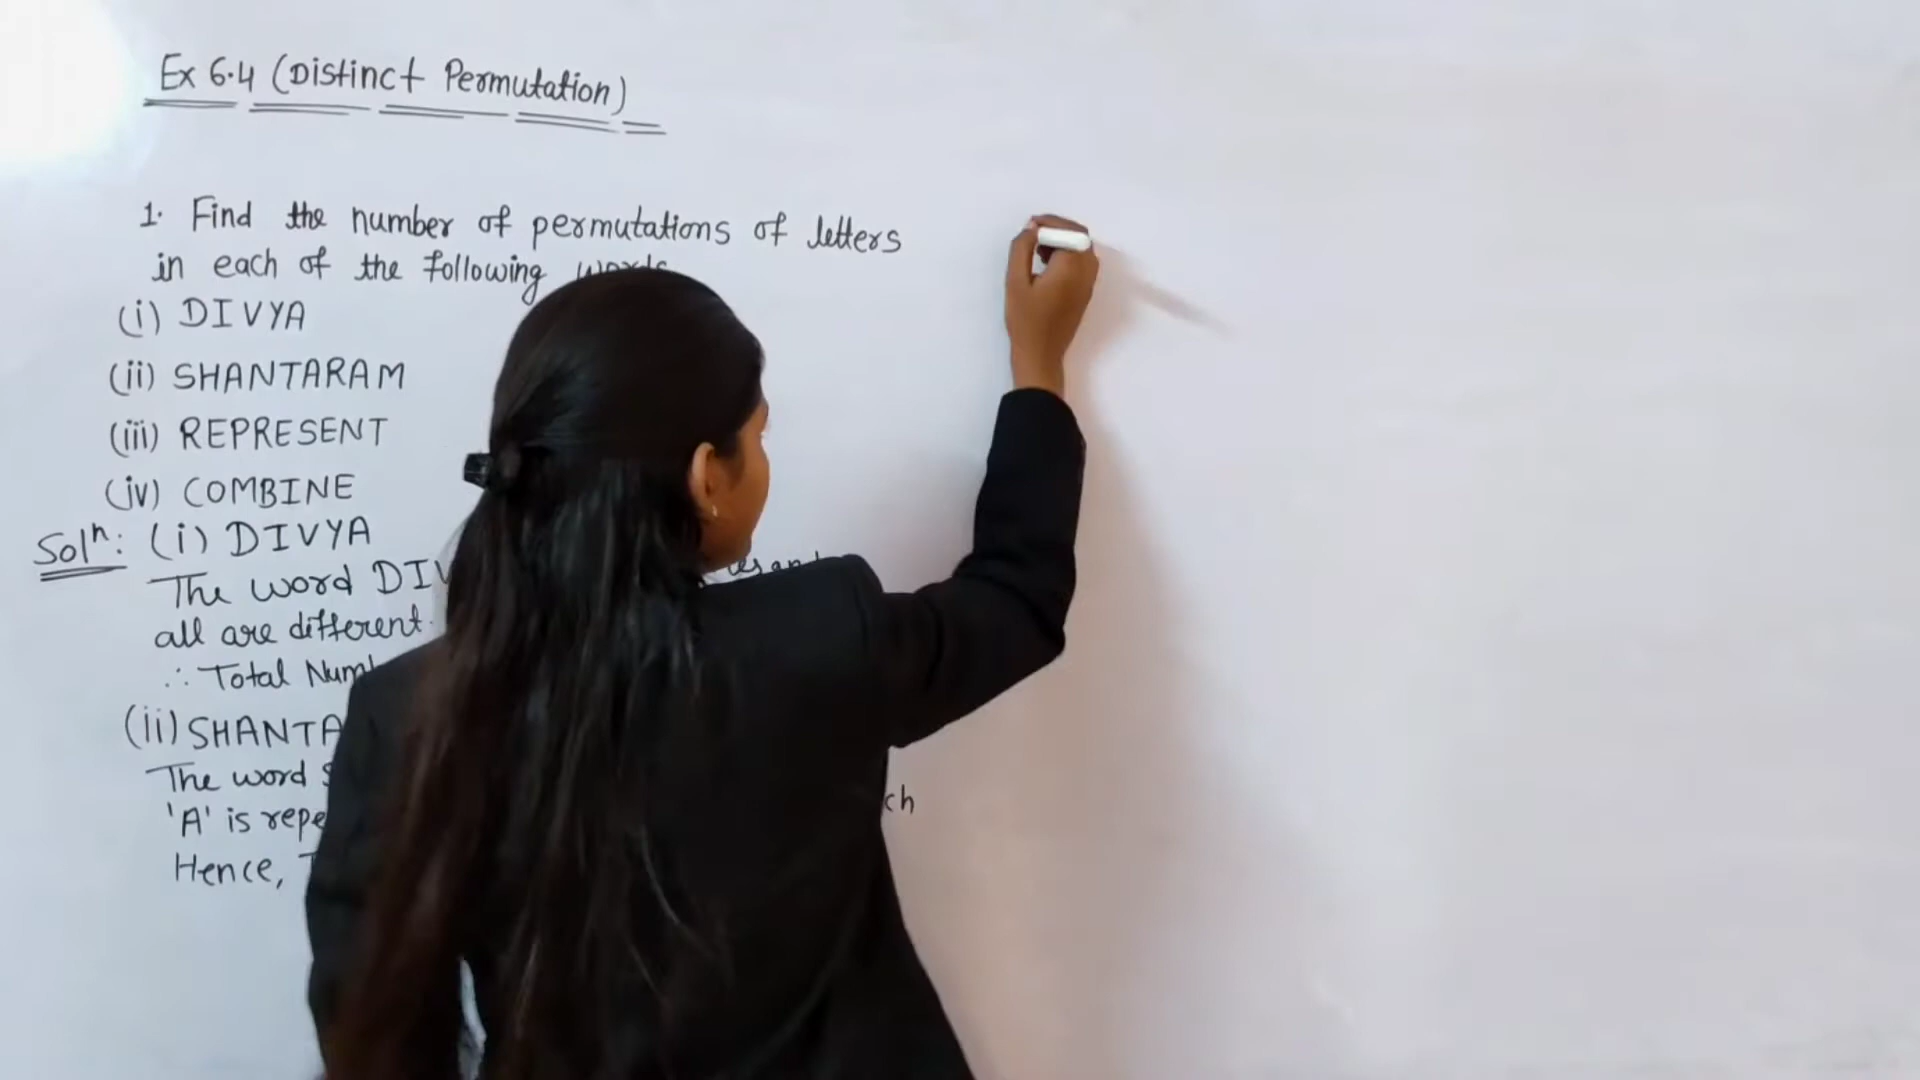 Ex 6.4 (Distinct Permutation)
1. Find the number of permutations of letters
in each of the following words
(i) DIVYA
(ii) SHANTARAM
(iii) REPRESENT
(iv) COMBINE
Solⁿ: (i) DIVYA
The word DIV
all are different.
∴ Total Num
(ii) SHANTA
The word S
'A' is repe ch
Hence, T